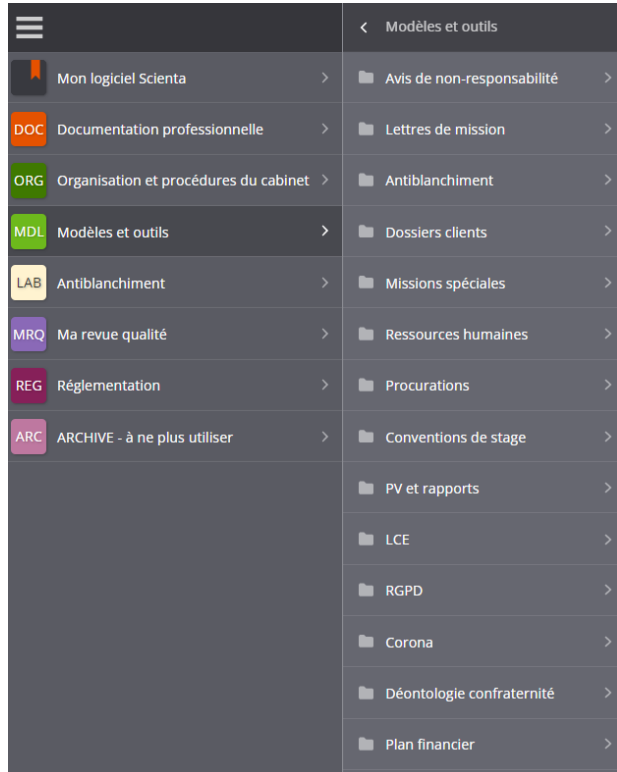 Mon logiciel Scienta
DOC Documentation professionnelle
ORG Organisation et procédures du cabinet
MDL Modèles et outils
LAB Antiblanchiment
MRQ Ma revue qualité
REG Réglementation
ARC ARCHIVE - à ne plus utiliser
Modèles et outils
Avis de non-responsabilité
Lettres de mission
Antiblanchiment
Dossiers clients
Missions spéciales
Ressources humaines
Procurations
Conventions de stage
PV et rapports
LCE
RGPD
Corona
Déontologie confraternité
Plan financier